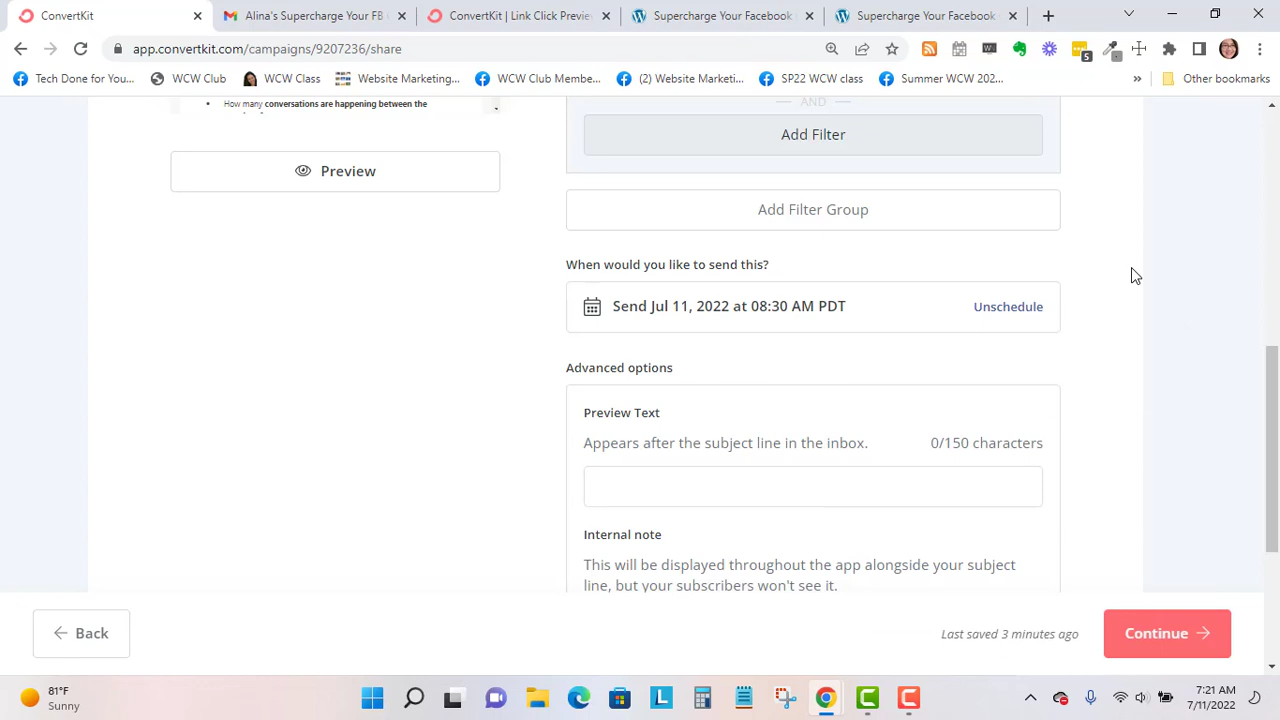 ConvertKit
Alina's Supercharge Your FB
ConvertKit | Link Click Preview
Supercharge Your Facebook
Supercharge Your Facebook
app.convertkit.com/campaigns/9207236/share
5
Tech Done for You...
WCW Club
WCW Class
Website Marketing...
WCW Club Membe...
(2) Website Marketi...
SP22 WCW class
Summer WCW 202...
»
Other bookmarks
• How many conversations are happening between the
AND
Add Filter
Preview
Add Filter Group
When would you like to send this?
Send Jul 11, 2022 at 08:30 AM PDT
Unschedule
Advanced options
Preview Text
Appears after the subject line in the inbox.
0/150 characters
Internal note
This will be displayed throughout the app alongside your subject
line, but your subscribers won't see it.
← Back
Last saved 3 minutes ago
Continue →
81°F
Sunny
7:21 AM
7/11/2022